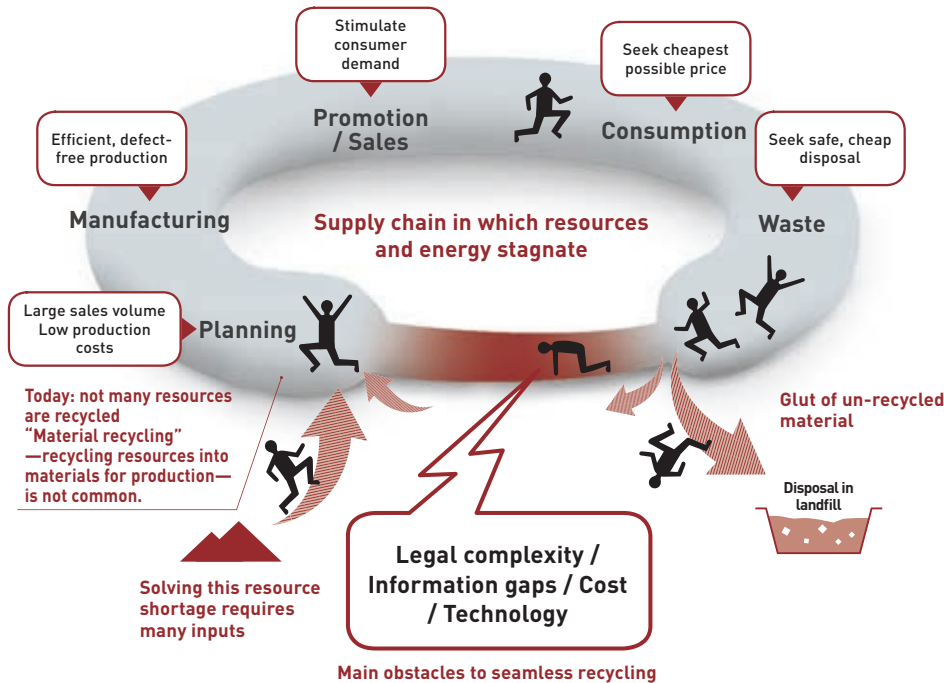 Stimulate
consumer
demand
Promotion
/ Sales
Seek cheapest
possible price
Consumption
Efficient, defect-
free production
Manufacturing
Seek safe, cheap
disposal
Waste
Supply chain in which resources
and energy stagnate
Large sales volume
Low production
costs
Planning
Today: not many resources
are recycled
“Material recycling”
—recycling resources into
materials for production—
is not common.
Glut of un-recycled
material
Disposal in
landfill
Legal complexity /
Information gaps / Cost
/ Technology
Solving this resource
shortage requires
many inputs
Main obstacles to seamless recycling